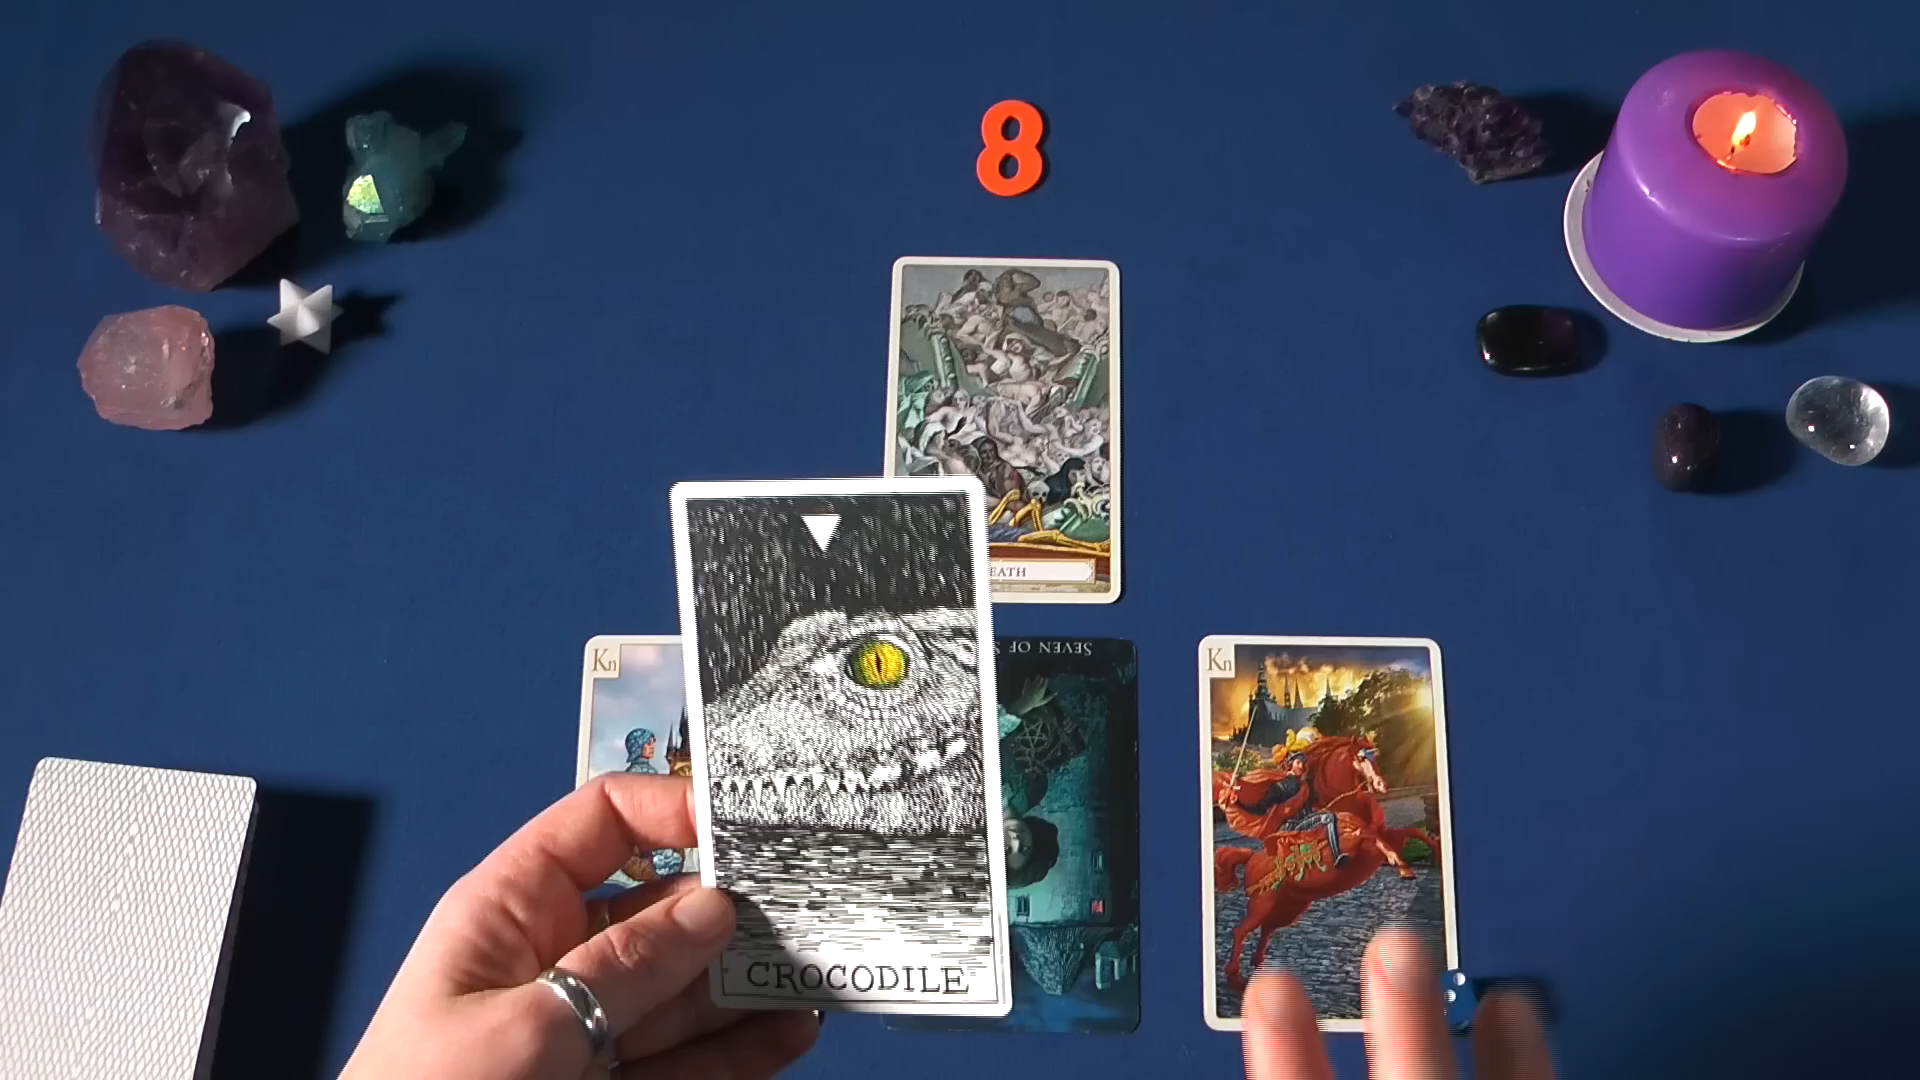 8
EATH
Kn
SEVEN OF S
Kn
CROCODILE